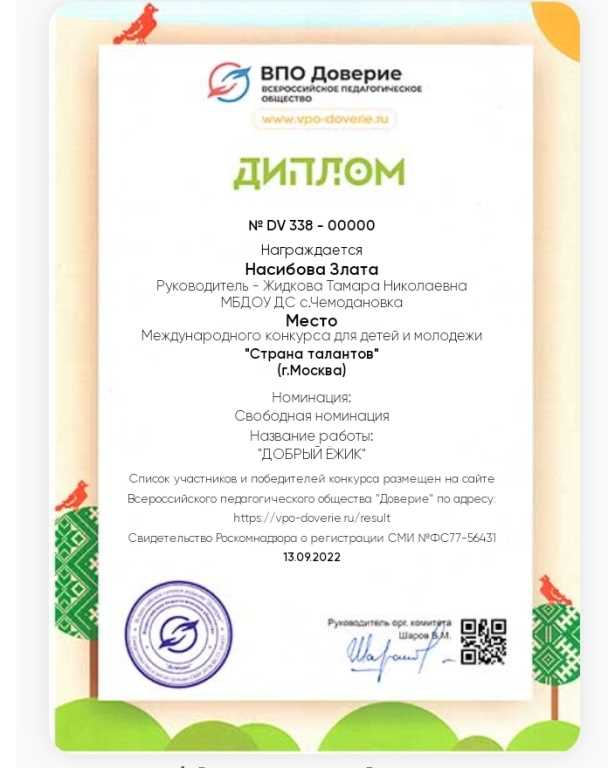 ВПО Доверие
ВСЕРОССИЙСКОЕ ПЕДАГОГИЧЕСКОЕ
ОБЩЕСТВО
www.vpo-doverie.ru
ДИПЛОМ
№ DV 338 - 00000
Награждается
Насибова Злата
Руководитель - Жидкова Тамара Николаевна
МБДОУ ДС с.Чемодановка
Место
Международного конкурса для детей и молодежи
"Страна талантов"
(г.Москва)
Номинация:
Свободная номинация
Название работы:
"ДОБРЫЙ ЁЖИК"
Список участников и победителей конкурса размещен на сайте
Всероссийского педагогического общества "Доверие" по адресу:
https://vpo-doverie.ru/result
Свидетельство Роскомнадзора о регистрации СМИ №ФС77-56431
13.09.2022
Руководитель орг. комитета
Шаров В.М.